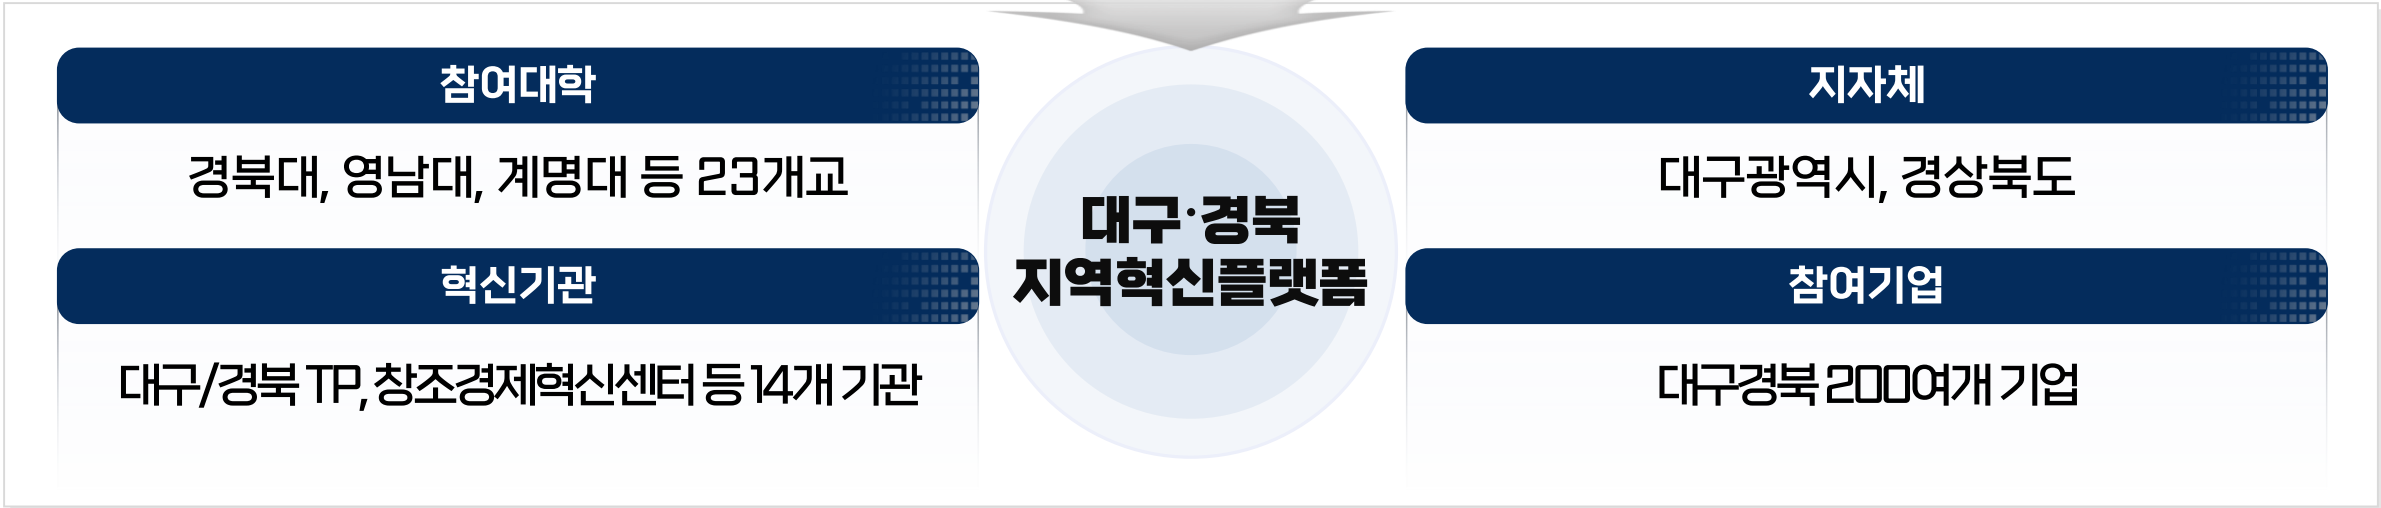 참여대학
경북대, 영남대, 계명대 등 23개교
혁신기관
대구/경북 TP, 창조경제혁신센터 등 14개 기관
대구·경북
지역혁신플랫폼
지자체
대구광역시, 경상북도
참여기업
대구경북 200여개 기업